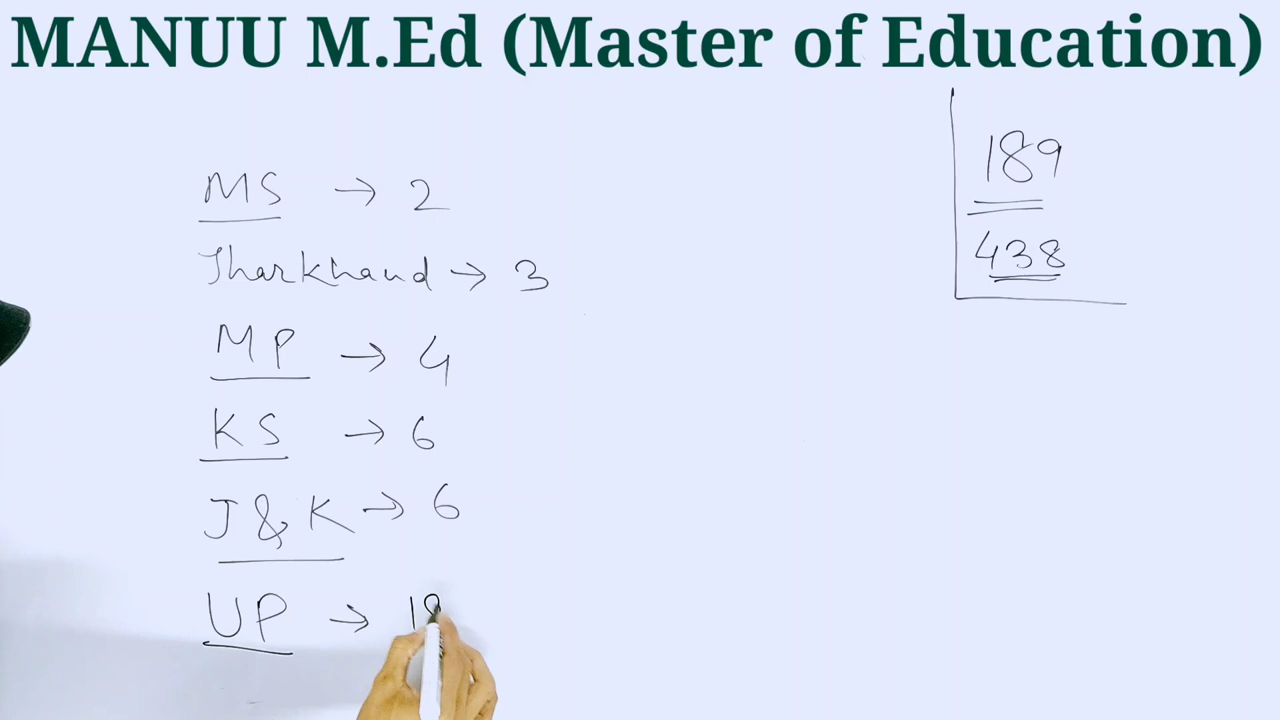 MANUU M.Ed (Master of Education)
189
438
MS → 2
Jharkhand → 3
MP → 4
KS → 6
J&K → 6
UP →